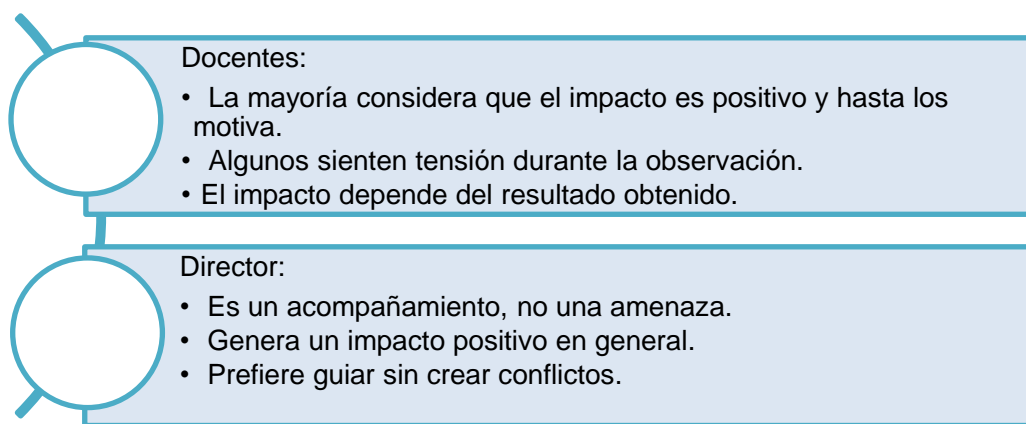 Docentes:
• La mayoría considera que el impacto es positivo y hasta los
motiva.
• Algunos sienten tensión durante la observación.
• El impacto depende del resultado obtenido.
Director:
• Es un acompañamiento, no una amenaza.
• Genera un impacto positivo en general.
• Prefiere guiar sin crear conflictos.